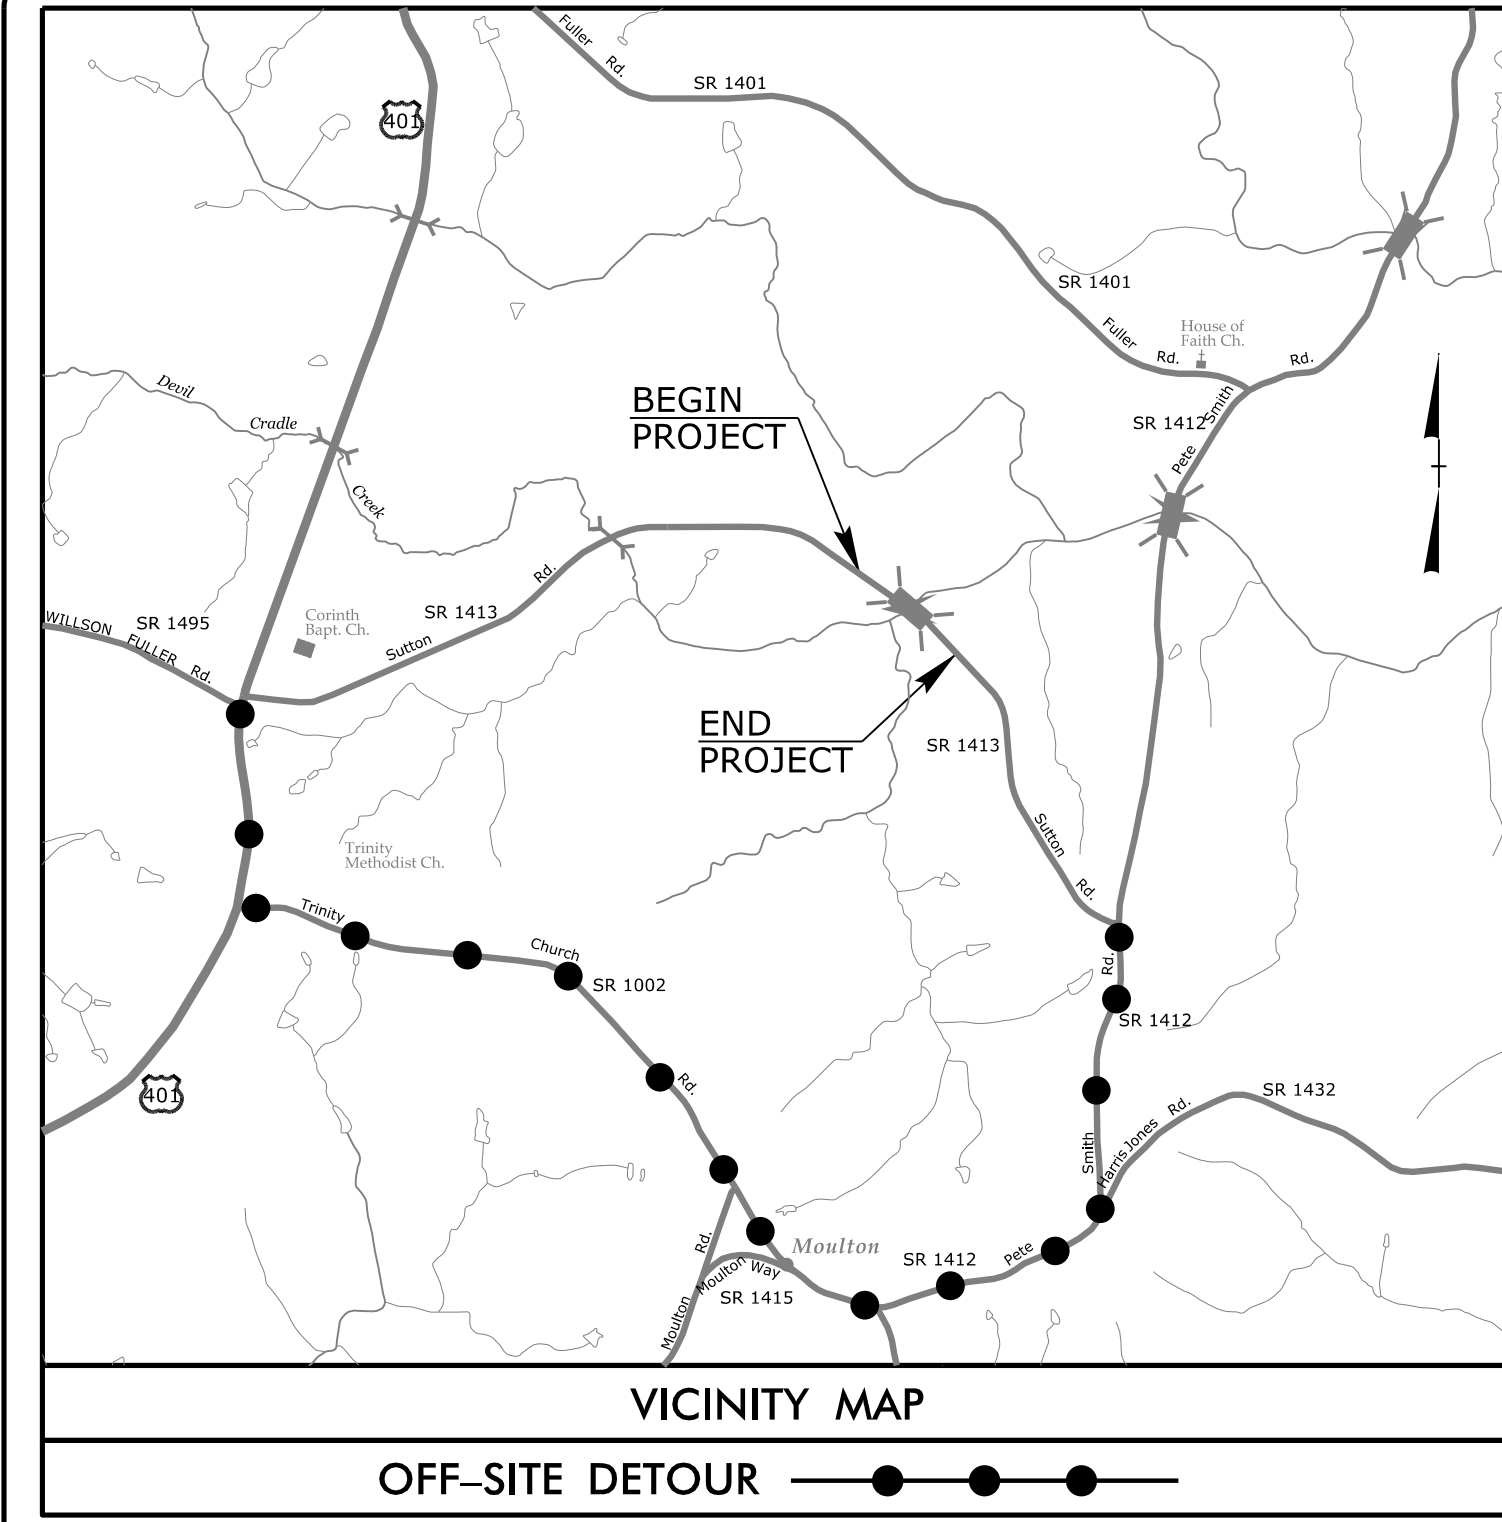 Fuller
Rd.
SR 1401
401
SR 1401
Fuller
Rd.
House of
Faith Ch.
Rd.
Smith
SR 1412
Pete
Devil
Cradle
Creek
BEGIN
PROJECT
Rd.
SR 1413
Sutton
Corinth
Bapt. Ch.
SR 1495
WILLSON
FULLER
Rd.
END
PROJECT
SR 1413
Sutton
Rd.
Trinity
Methodist Ch.
Trinity
Church
SR 1002
Rd.
Rd.
SR 1412
401
SR 1432
Rd.
Harris Jones
Smith
Rd.
Moulton
Moulton
Way
SR 1415
Moulton
SR 1412
Pete
VICINITY MAP
OFF–SITE DETOUR